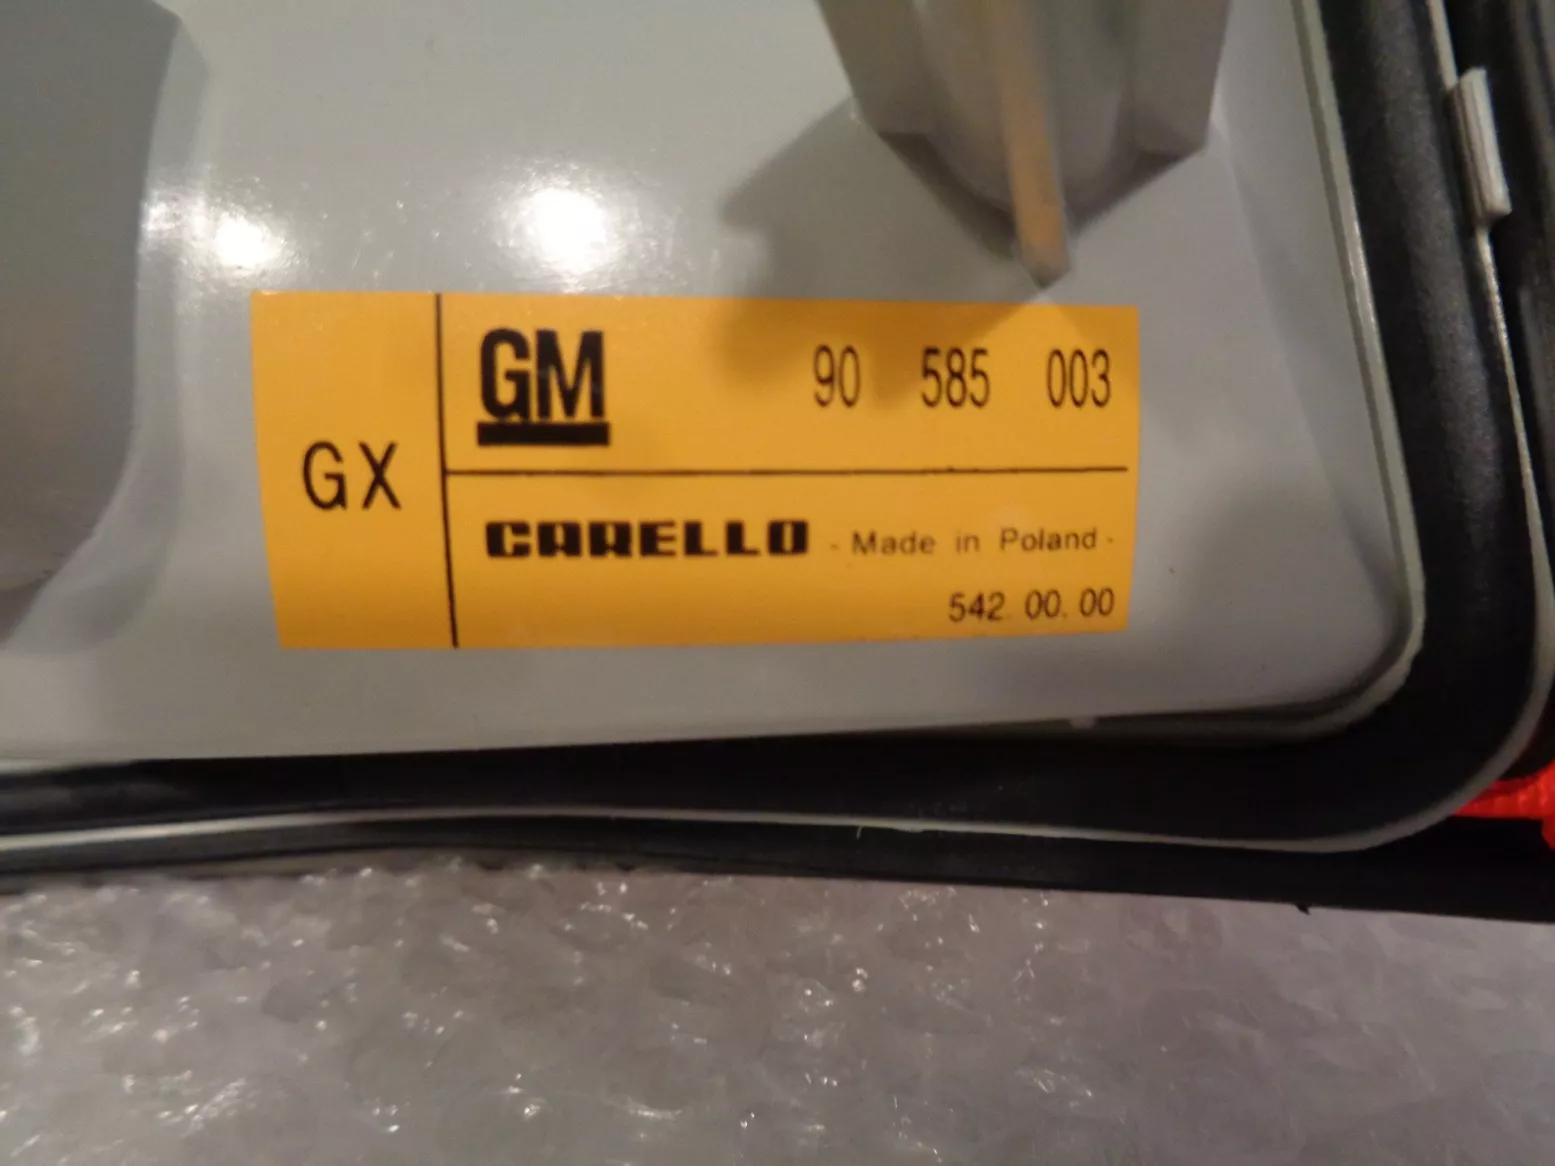 GX
GM 90 585 003
CARELLO - Made in Poland -
542.00.00